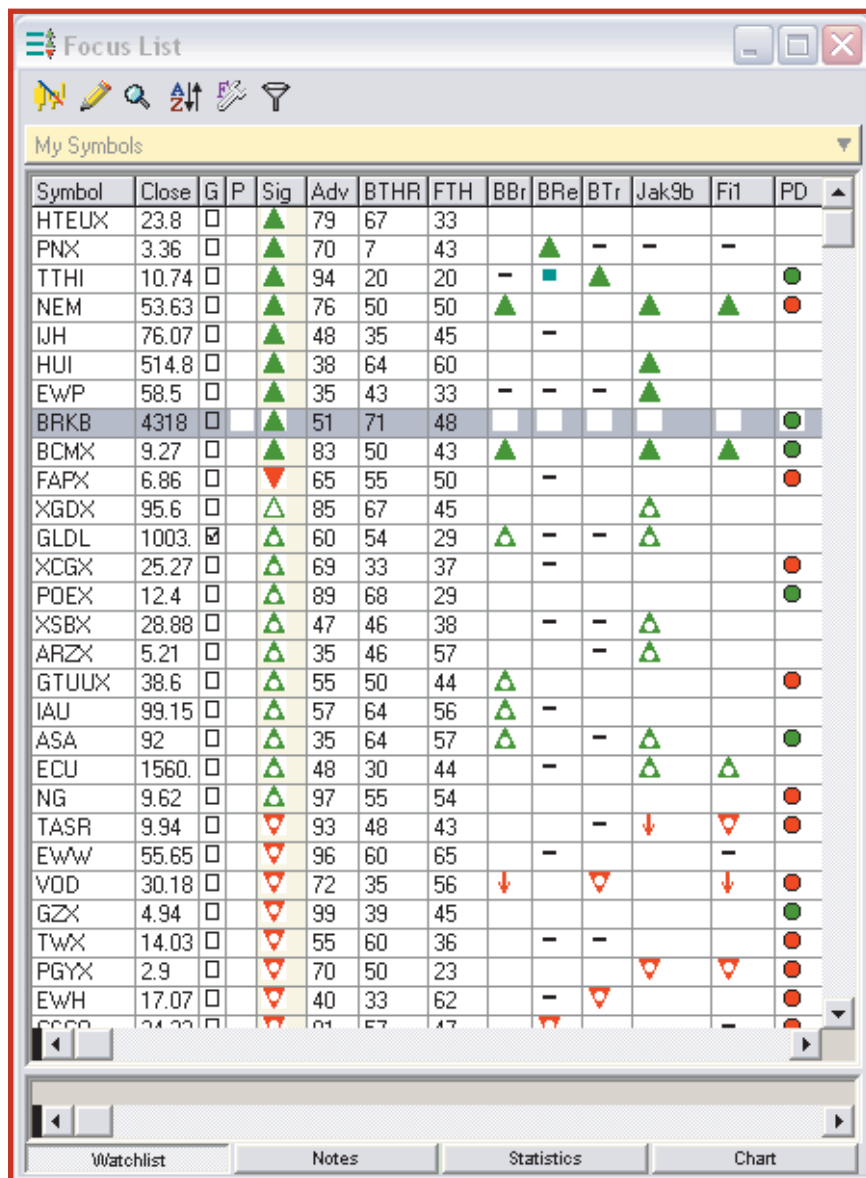 Focus List
My Symbols
Symbol Close G P Sig Adv BTHR FTH BBr BRe BTr Jak9b Fi1 PD
HTEUX 23.8 79 67 33
PNX 3.36 70 7 43 – – –
TTHI 10.74 94 20 20 –
NEM 53.63 76 50 50
IJH 76.07 48 35 45 –
HUI 514.8 38 64 60
EWP 58.5 35 43 33 – – –
BRKB 4318 51 71 48
BCMX 9.27 83 50 43
FAPX 6.86 65 55 50 –
XGDX 95.6 85 67 45
GLDL 1003. 60 54 29 – –
XCGX 25.27 69 33 37 –
POEX 12.4 89 68 29
XSBX 28.88 47 46 38 – –
ARZX 5.21 35 46 57 –
GTUUX 38.6 55 50 44
IAU 99.15 57 64 56 –
ASA 92 35 64 57 –
ECU 1560. 48 30 44 –
NG 9.62 97 55 54
TASR 9.94 93 48 43 –
EWW 55.65 96 60 65 – –
VOD 30.18 72 35 56
GZX 4.94 99 39 45
TWX 14.03 55 60 36 – –
PGYX 2.9 70 50 23
EWH 17.07 40 33 62 –
Watchlist Notes Statistics Chart